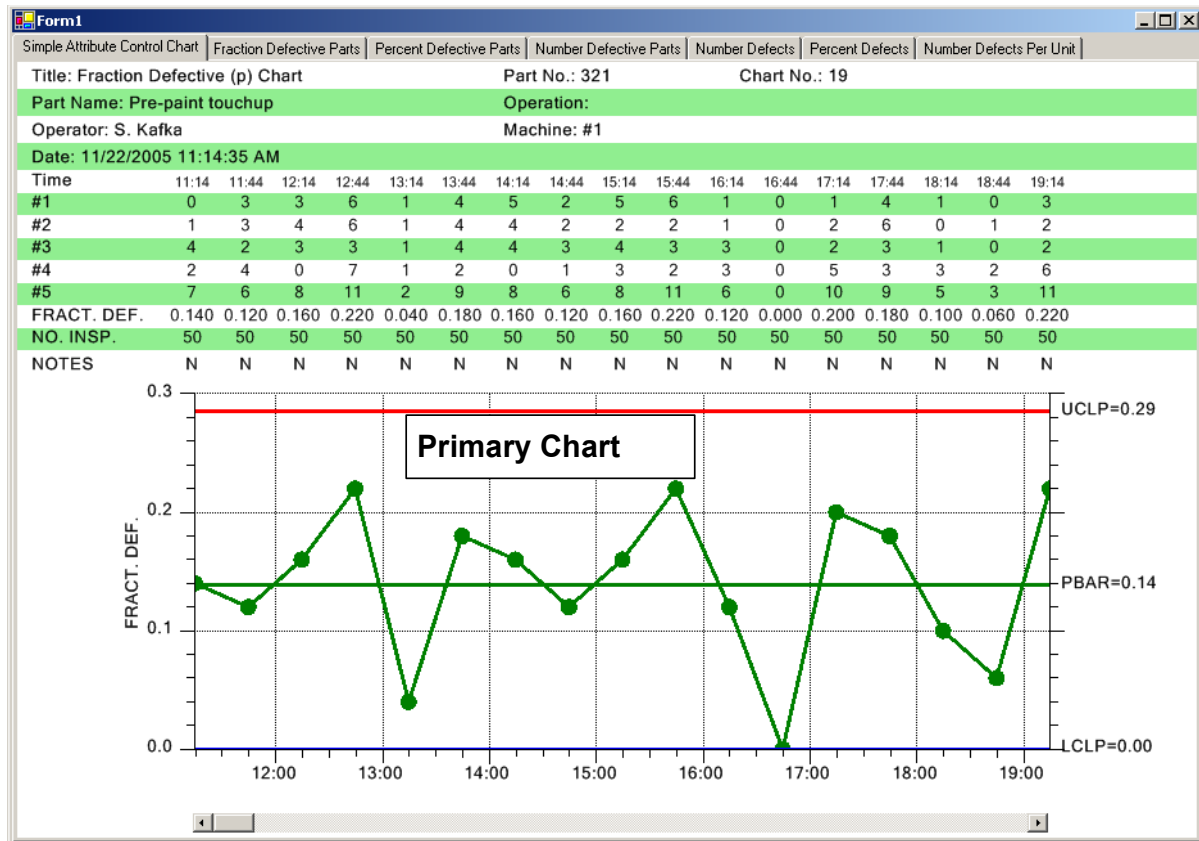 Form1
Simple Attribute Control Chart Fraction Defective Parts Percent Defective Parts Number Defective Parts Number Defects Percent Defects Number Defects Per Unit
Title: Fraction Defective (p) Chart Part No.: 321 Chart No.: 19
Part Name: Pre-paint touchup Operation:
Operator: S. Kafka Machine: #1
Date: 11/22/2005 11:14:35 AM
Time 11:14 11:44 12:14 12:44 13:14 13:44 14:14 14:44 15:14 15:44 16:14 16:44 17:14 17:44 18:14 18:44 19:14
#1 0 3 3 6 1 4 5 2 5 6 1 0 1 4 1 0 3
#2 1 3 4 6 1 4 4 2 2 2 1 0 2 6 0 1 2
#3 4 2 3 3 1 4 4 3 4 3 3 0 2 3 1 0 2
#4 2 4 0 7 1 2 0 1 3 2 3 0 5 3 3 2 6
#5 7 6 8 11 2 9 8 6 8 11 6 0 10 9 5 3 11
FRACT. DEF. 0.140 0.120 0.160 0.220 0.040 0.180 0.160 0.120 0.160 0.220 0.120 0.000 0.200 0.180 0.100 0.060 0.220
NO. INSP. 50 50 50 50 50 50 50 50 50 50 50 50 50 50 50 50 50
NOTES N N N N N N N N N N N N N N N N N
0.3
UCLP=0.29
Primary Chart
0.2
FRACT. DEF.
PBAR=0.14
0.1
0.0
LCLP=0.00
12:00 13:00 14:00 15:00 16:00 17:00 18:00 19:00